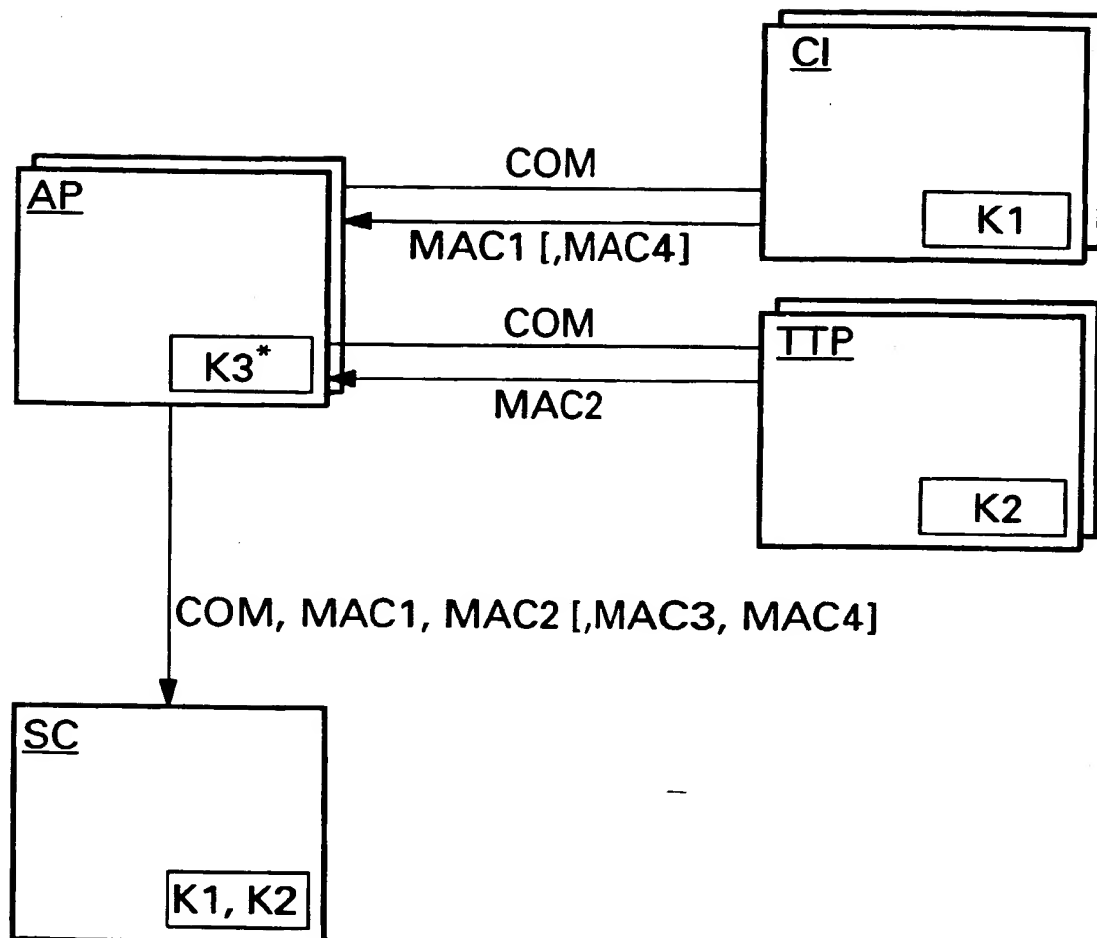 CI
K1
COM
MAC1 [,MAC4]
AP
K3*
COM
MAC2
TTP
K2
COM, MAC1, MAC2 [,MAC3, MAC4]
SC
K1, K2